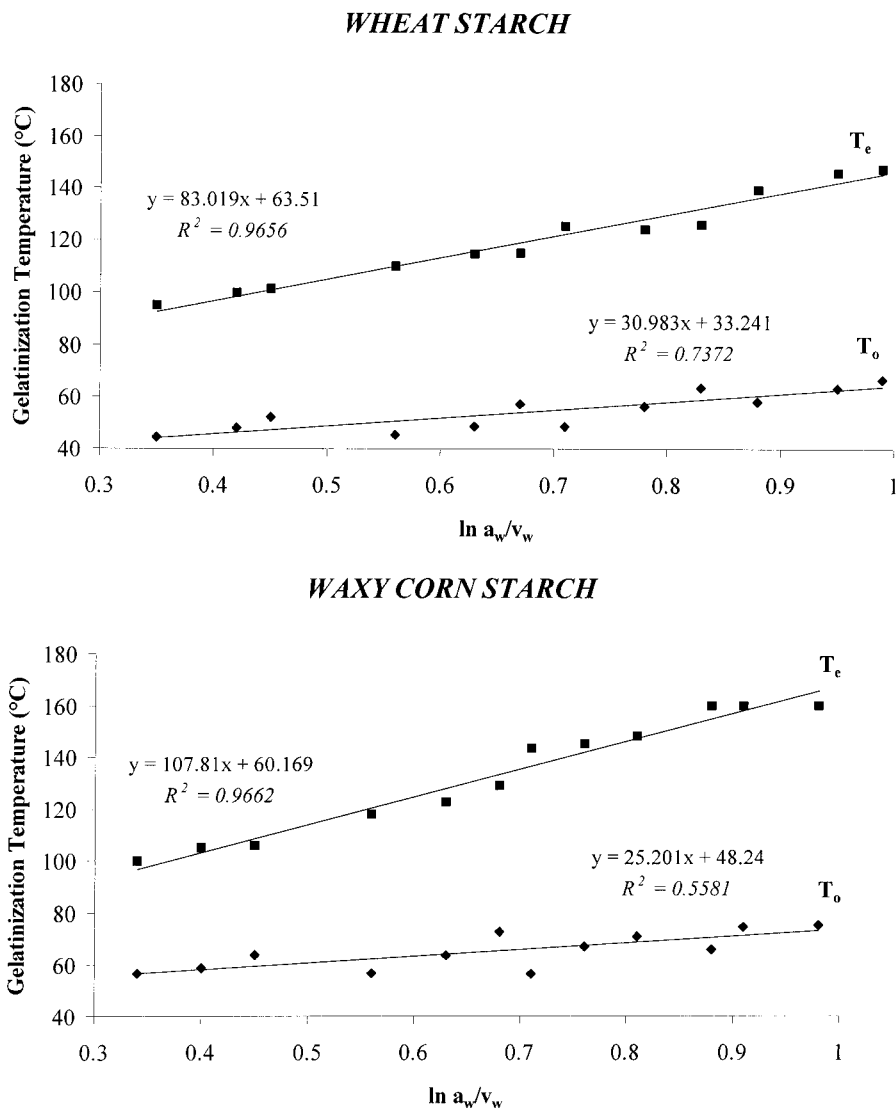 WHEAT STARCH
180
160
140
120
100
80
60
40
Gelatinization Temperature (°C)
T_e
y = 83.019x + 63.51
R² = 0.9656
y = 30.983x + 33.241
R² = 0.7372
T_o
0.3 0.4 0.5 0.6 0.7 0.8 0.9 1
ln a_w/v_w
WAXY CORN STARCH
180
160
140
120
100
80
60
40
Gelatinization Temperature (°C)
T_e
y = 107.81x + 60.169
R² = 0.9662
y = 25.201x + 48.24
R² = 0.5581
T_o
0.3 0.4 0.5 0.6 0.7 0.8 0.9 1
ln a_w/v_w